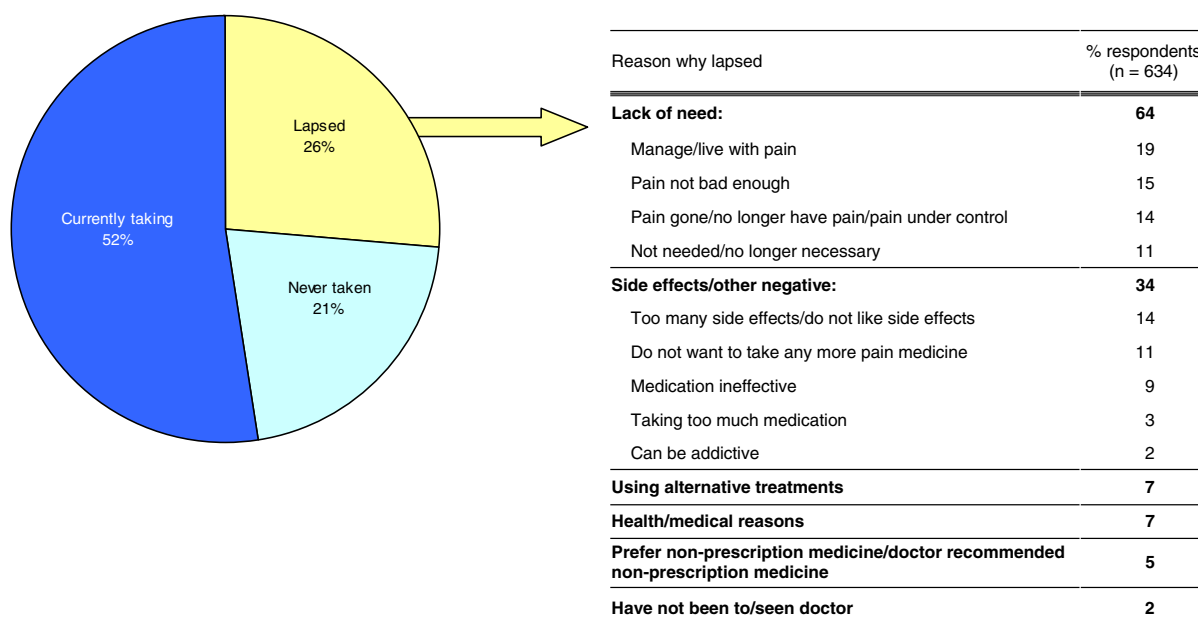 Lapsed
26%
Currently taking
52%
Never taken
21%
Reason why lapsed
% respondents
(n = 634)
Lack of need: 64
Manage/live with pain 19
Pain not bad enough 15
Pain gone/no longer have pain/pain under control 14
Not needed/no longer necessary 11
Side effects/other negative: 34
Too many side effects/do not like side effects 14
Do not want to take any more pain medicine 11
Medication ineffective 9
Taking too much medication 3
Can be addictive 2
Using alternative treatments 7
Health/medical reasons 7
Prefer non-prescription medicine/doctor recommended
non-prescription medicine 5
Have not been to/seen doctor 2